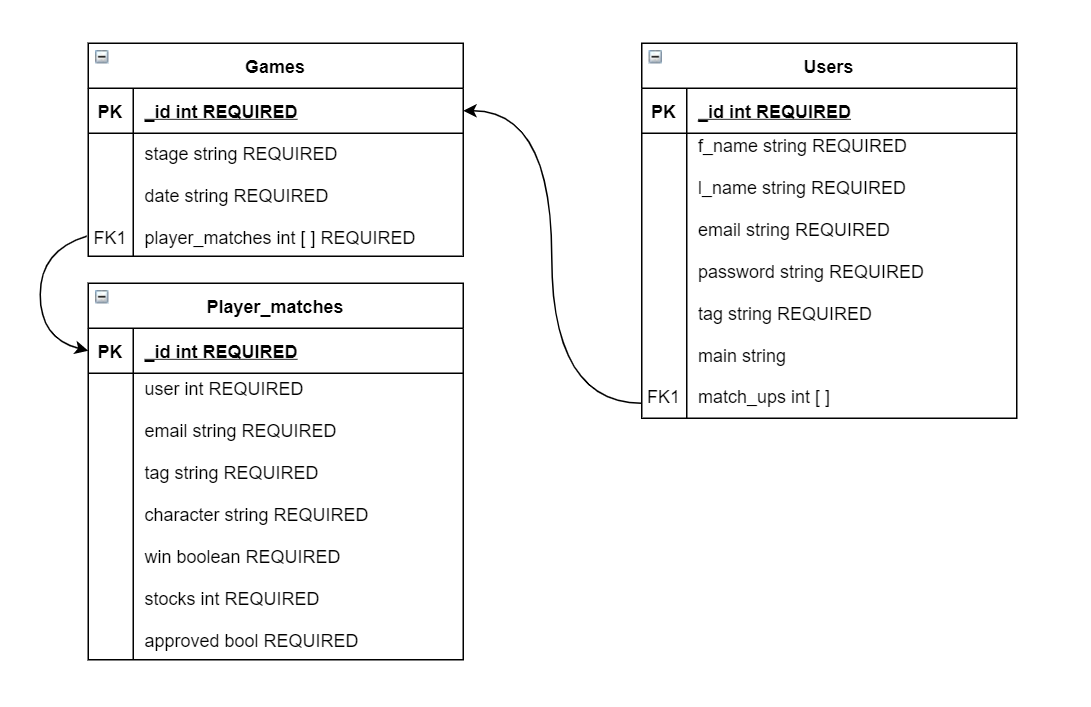 Games
PK _id int REQUIRED
stage string REQUIRED
date string REQUIRED
FK1 player_matches int [ ] REQUIRED
Player_matches
PK _id int REQUIRED
user int REQUIRED
email string REQUIRED
tag string REQUIRED
character string REQUIRED
win boolean REQUIRED
stocks int REQUIRED
approved bool REQUIRED
Users
PK _id int REQUIRED
f_name string REQUIRED
l_name string REQUIRED
email string REQUIRED
password string REQUIRED
tag string REQUIRED
main string
FK1 match_ups int [ ]